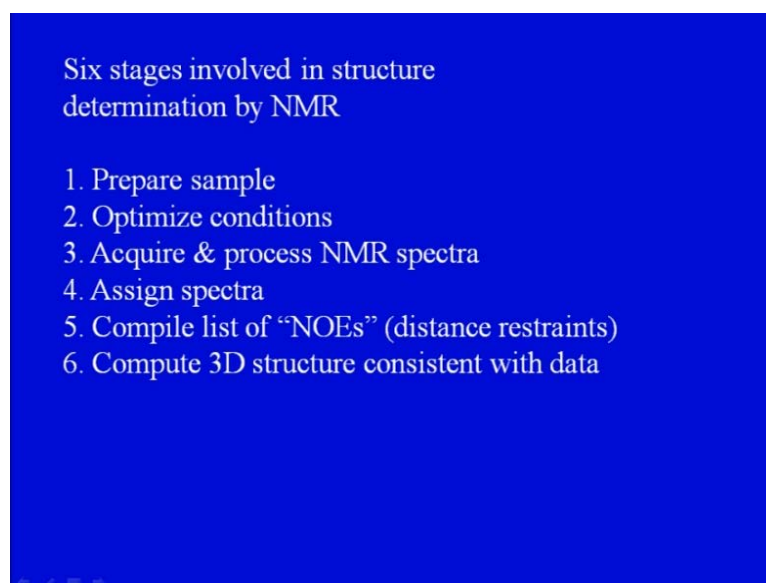 Six stages involved in structure
determination by NMR
1. Prepare sample
2. Optimize conditions
3. Acquire & process NMR spectra
4. Assign spectra
5. Compile list of “NOEs” (distance restraints)
6. Compute 3D structure consistent with data